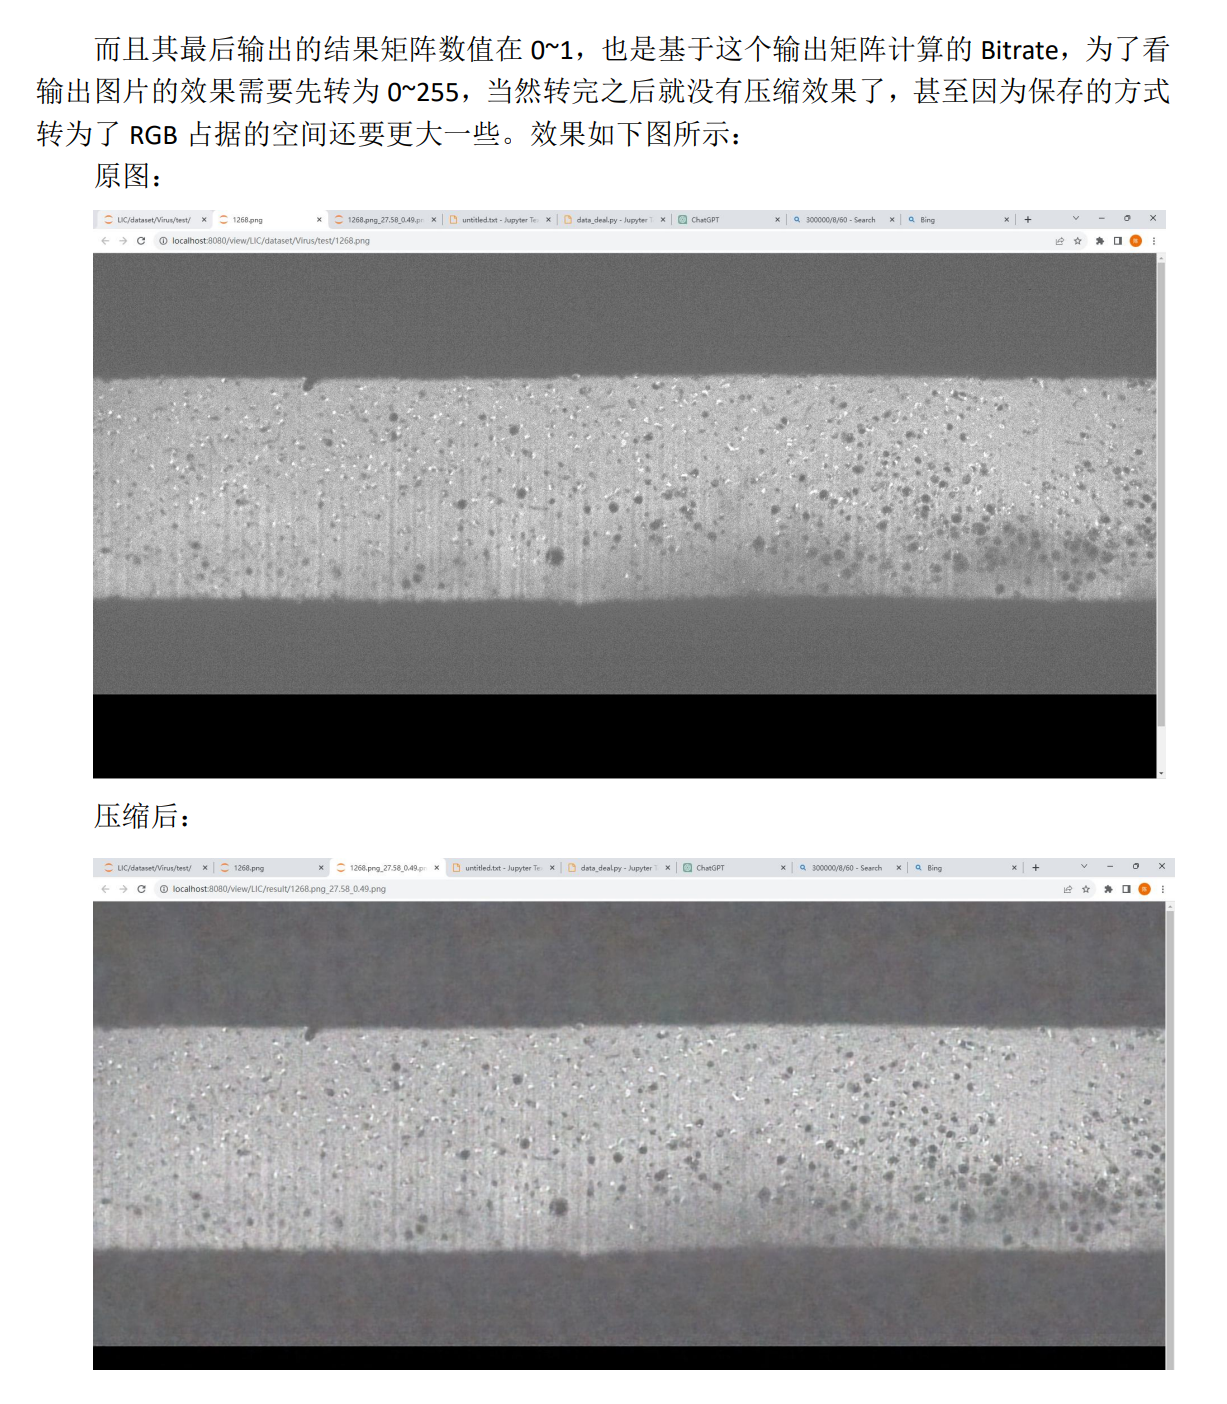 而且其最后输出的结果矩阵数值在 0~1，也是基于这个输出矩阵计算的 Bitrate，为了看
输出图片的效果需要先转为 0~255，当然转完之后就没有压缩效果了，甚至因为保存的方式
转为了 RGB 占据的空间还要更大一些。效果如下图所示：
原图：
LIC/dataset/Virus/test/ 1268.png 1268.png_27.58_0.49.p untitled.txt - Jupyter Te data_deal.py - Jupyter ChatGPT 300000/8/60 - Search Bing
localhost:8080/view/LIC/dataset/Virus/test/1268.png
压缩后：
LIC/dataset/Virus/test/ 1268.png 1268.png_27.58_0.49.p untitled.txt - Jupyter Te data_deal.py - Jupyter ChatGPT 300000/8/60 - Search Bing
localhost:8080/view/LIC/result/1268.png_27.58_0.49.png